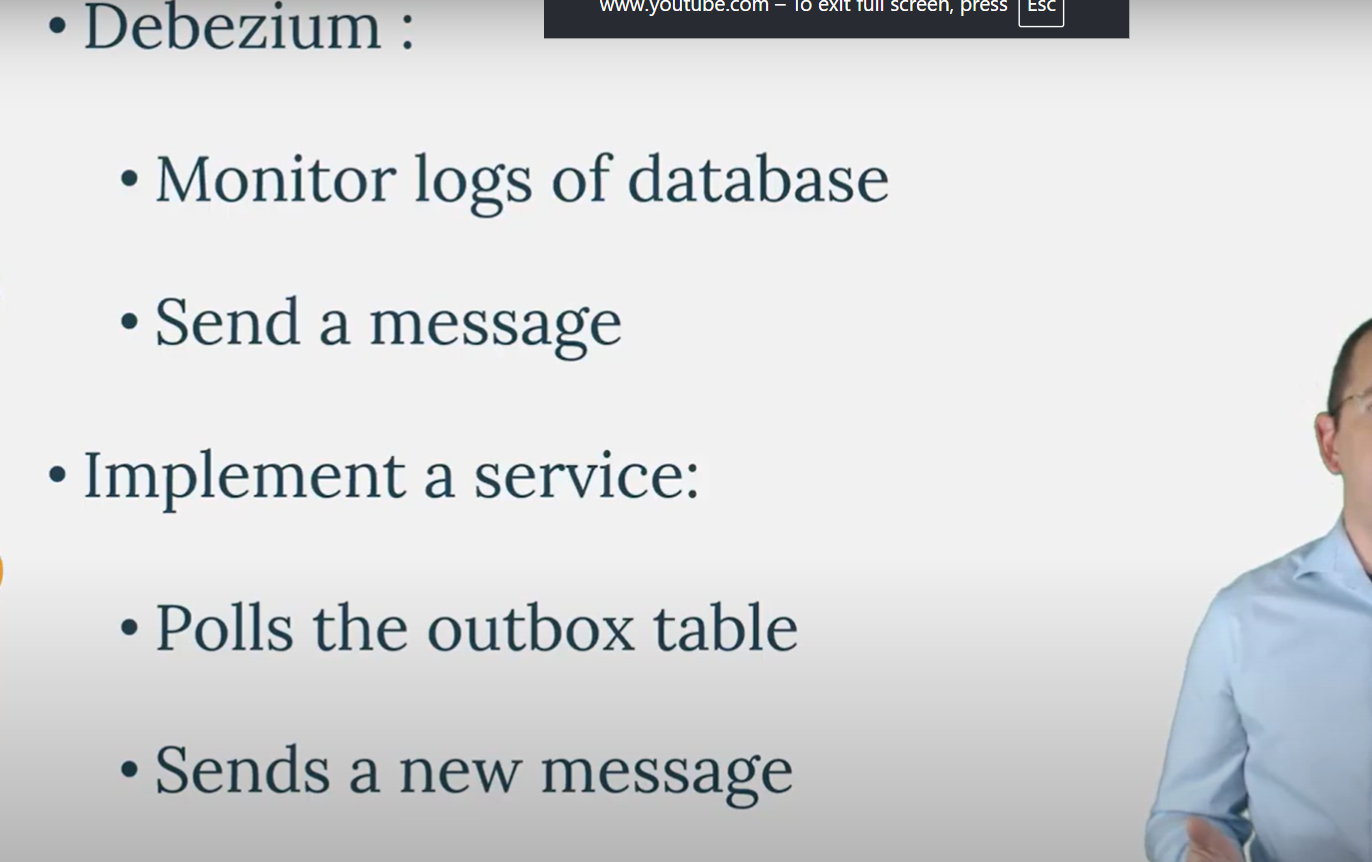 www.youtube.com – To exit full screen, press Esc
• Debezium :
• Monitor logs of database
• Send a message
• Implement a service:
• Polls the outbox table
• Sends a new message